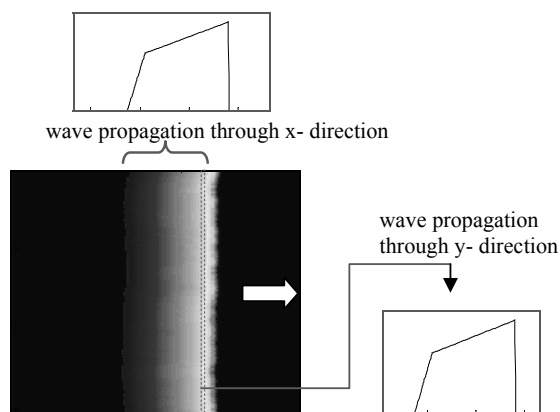 wave propagation through x- direction
wave propagation
through y- direction